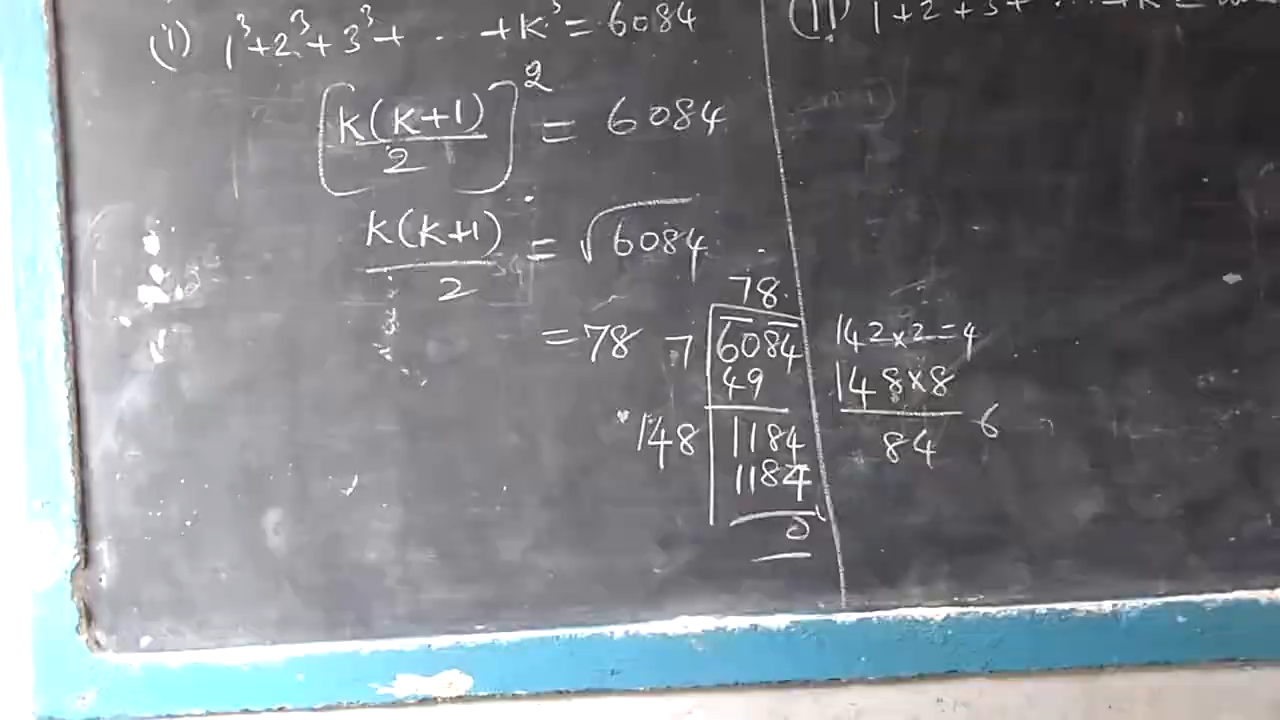 (i) 1³+2³+3³+ ... +k³ = 6084
[k(k+1)/2]² = 6084
k(k+1)/2 = √6084
= 78
78
7 | 6084
49
148 | 1184
1184
0
142×2=4
148×8
84 6
(ii) 1+2+3+ ... +k =